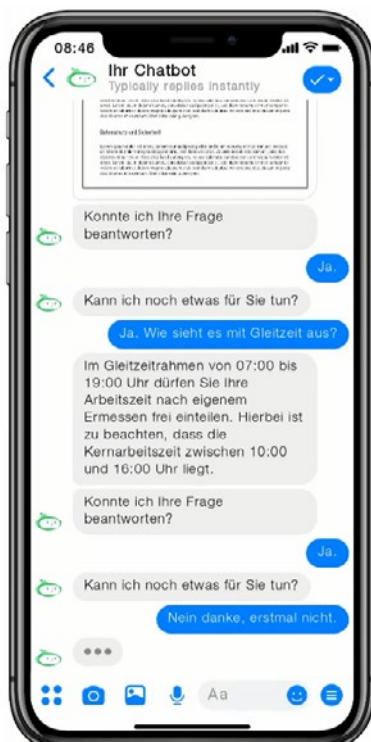 08:46
Ihr Chatbot
Typically replies instantly
Datenschutz und Sicherheit
Konnte ich Ihre Frage
beantworten?
Ja.
Kann ich noch etwas für Sie tun?
Ja. Wie sieht es mit Gleitzeit aus?
Im Gleitzeitrahmen von 07:00 bis
19:00 Uhr dürfen Sie Ihre
Arbeitszeit nach eigenem
Ermessen frei einteilen. Hierbei ist
zu beachten, dass die
Kernarbeitszeit zwischen 10:00
und 16:00 Uhr liegt.
Konnte ich Ihre Frage
beantworten?
Ja.
Kann ich noch etwas für Sie tun?
Nein danke, erstmal nicht.
Aa